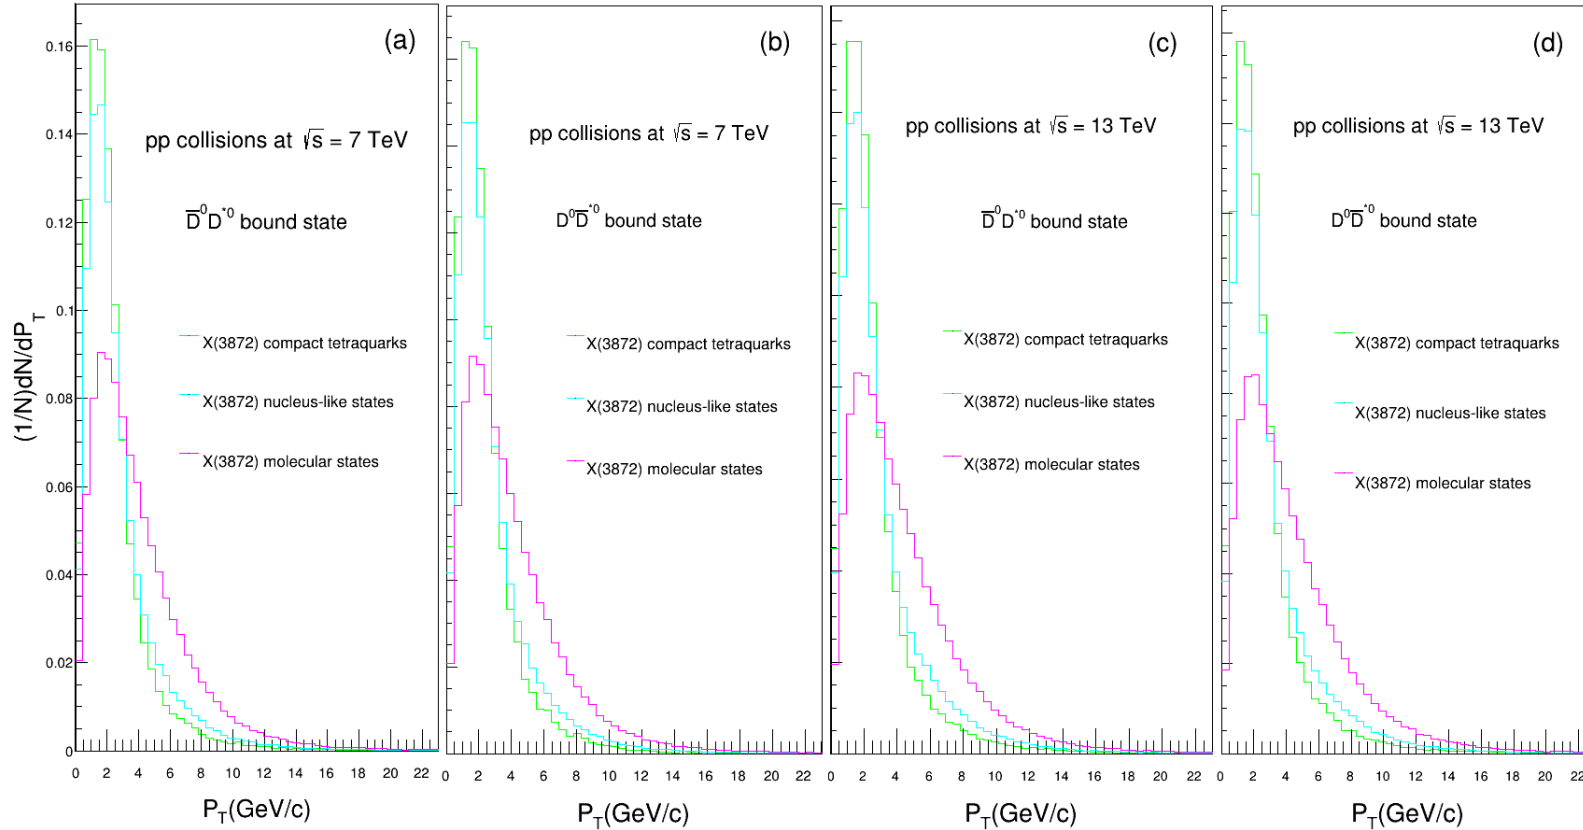 (a)
pp collisions at √s = 7 TeV
D̅⁰D*⁰ bound state
X(3872) compact tetraquarks
X(3872) nucleus-like states
X(3872) molecular states
(1/N)dN/dP_T
0.16
0.14
0.12
0.1
0.08
0.06
0.04
0.02
0
0 2 4 6 8 10 12 14 16 18 20 22
P_T(GeV/c)
(b)
pp collisions at √s = 7 TeV
D⁰D̅*⁰ bound state
X(3872) compact tetraquarks
X(3872) nucleus-like states
X(3872) molecular states
0 2 4 6 8 10 12 14 16 18 20 22
P_T(GeV/c)
(c)
pp collisions at √s = 13 TeV
D̅⁰D*⁰ bound state
X(3872) compact tetraquarks
X(3872) nucleus-like states
X(3872) molecular states
0 2 4 6 8 10 12 14 16 18 20 22
P_T(GeV/c)
(d)
pp collisions at √s = 13 TeV
D⁰D̅*⁰ bound state
X(3872) compact tetraquarks
X(3872) nucleus-like states
X(3872) molecular states
0 2 4 6 8 10 12 14 16 18 20 22
P_T(GeV/c)